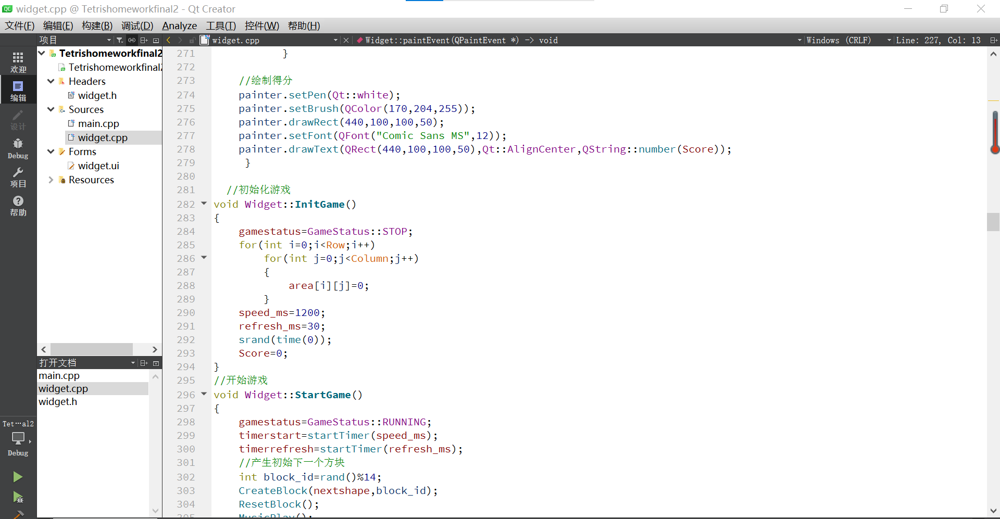 widget.cpp @ Tetrishomeworkfinal2 - Qt Creator
文件(F) 编辑(E) 构建(B) 调试(D) Analyze 工具(T) 控件(W) 帮助(H)
项目
widget.cpp
Widget::paintEvent(QPaintEvent *) -> void
Windows (CRLF)
Line: 227, Col: 13
欢迎
编辑
设计
Debug
项目
帮助
Tet···al2
Debug
Tetrishomeworkfinal2
Tetrishomeworkfinal2
Headers
widget.h
Sources
main.cpp
widget.cpp
Forms
widget.ui
Resources
打开文档
main.cpp
widget.cpp
widget.h
271 }
272
273 //绘制得分
274 painter.setPen(Qt::white);
275 painter.setBrush(QColor(170,204,255));
276 painter.drawRect(440,100,100,50);
277 painter.setFont(QFont("Comic Sans MS",12));
278 painter.drawText(QRect(440,100,100,50),Qt::AlignCenter,QString::number(Score));
279 }
280
281 //初始化游戏
282 void Widget::InitGame()
283 {
284 gamestatus=GameStatus::STOP;
285 for(int i=0;i<Row;i++)
286 for(int j=0;j<Column;j++)
287 {
288 area[i][j]=0;
289 }
290 speed_ms=1200;
291 refresh_ms=30;
292 srand(time(0));
293 Score=0;
294 }
295 //开始游戏
296 void Widget::StartGame()
297 {
298 gamestatus=GameStatus::RUNNING;
299 timerstart=startTimer(speed_ms);
300 timerrefresh=startTimer(refresh_ms);
301 //产生初始下一个方块
302 int block_id=rand()%14;
303 CreateBlock(nextshape,block_id);
304 ResetBlock();
305 MusicPlay();